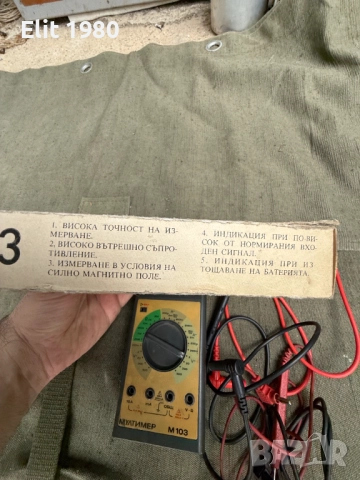 Elit 1980
3
1. ВИСОКА ТОЧНОСТ НА ИЗ-
МЕРВАНЕ.
2. ВИСОКО ВЪТРЕШНО СЪПРО-
ТИВЛЕНИЕ.
3. ИЗМЕРВАНЕ В УСЛОВИЯ НА
СИЛНО МАГНИТНО ПОЛЕ.
4. ИНДИКАЦИЯ ПРИ ПО-ВИ-
СОК ОТ НОРМИРАНИЯ ВХО-
ДЕН СИГНАЛ.
5. ИНДИКАЦИЯ ПРИ ИЗ
ТОЩАВАНЕ НА БАТЕРИЯТА.
МУЛТИМЕР M 103
BAZAR